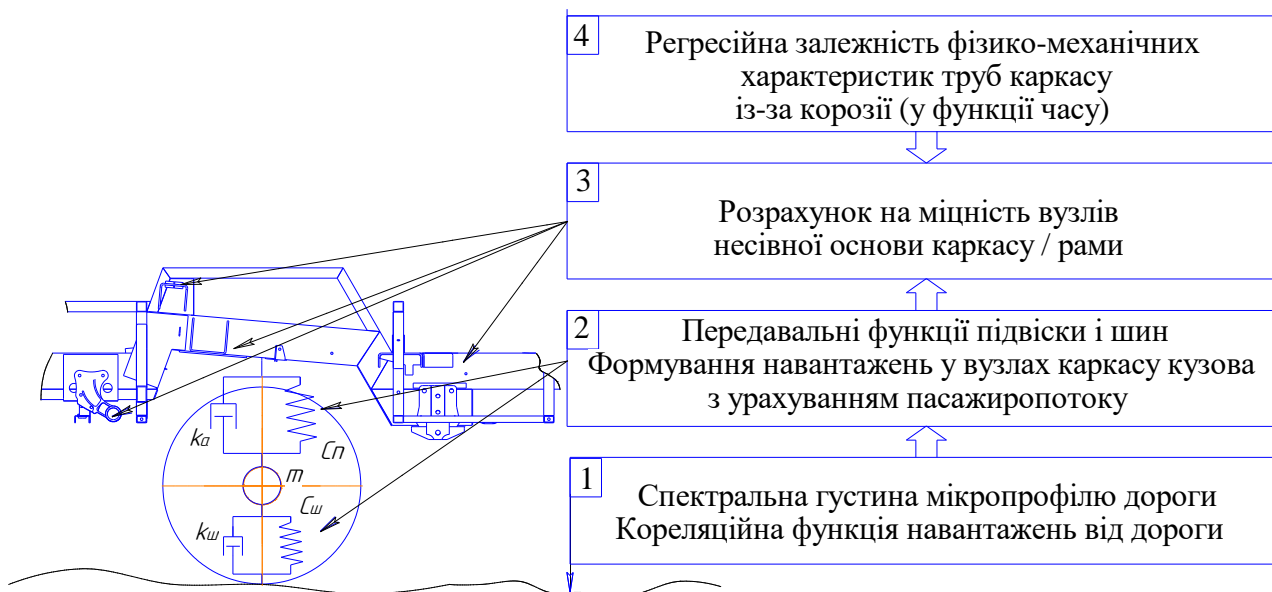 4
Регресійна залежність фізико-механічних
характеристик труб каркасу
із-за корозії (у функції часу)
3
Розрахунок на міцність вузлів
несівної основи каркасу / рами
2
Передавальні функції підвіски і шин
Формування навантажень у вузлах каркасу кузова
з урахуванням пасажиропотоку
1
Спектральна густина мікропрофілю дороги
Кореляційна функція навантажень від дороги
kа
Cп
m
Cш
kш